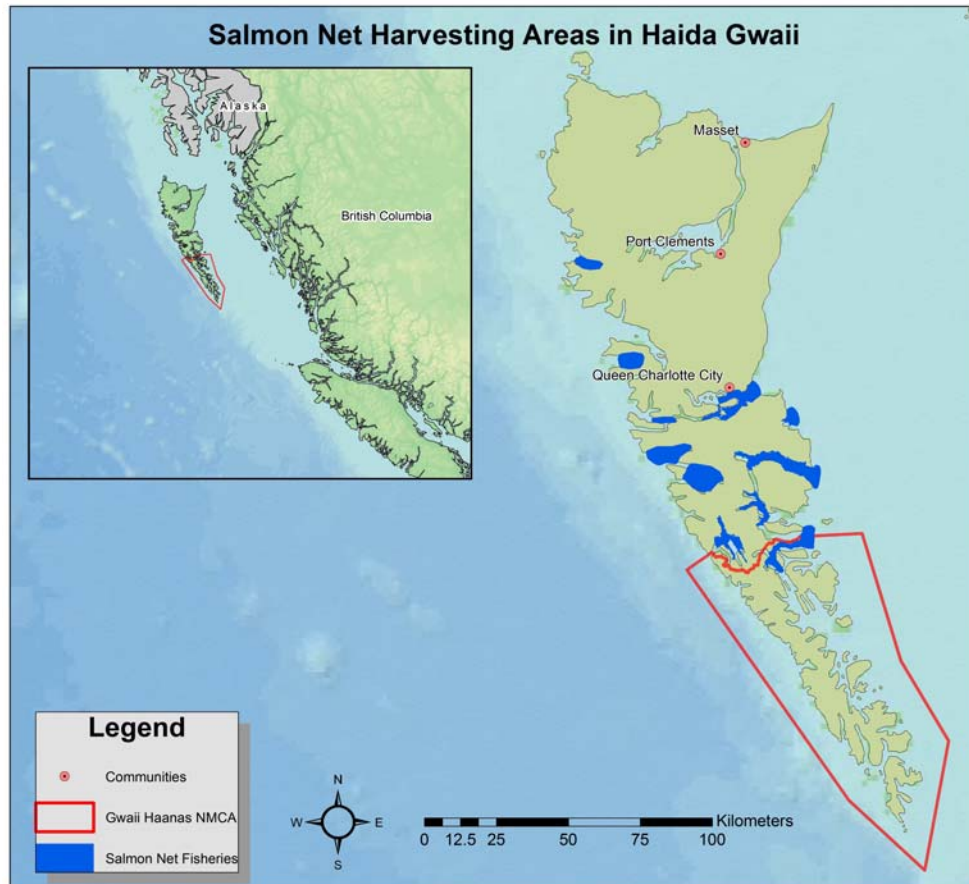 Salmon Net Harvesting Areas in Haida Gwaii
Alaska
British Columbia
Masset
Port Clements
Queen Charlotte City
Legend
Communities
Gwaii Haanas NMCA
Salmon Net Fisheries
N
W E
S
Kilometers
0 12.5 25 50 75 100